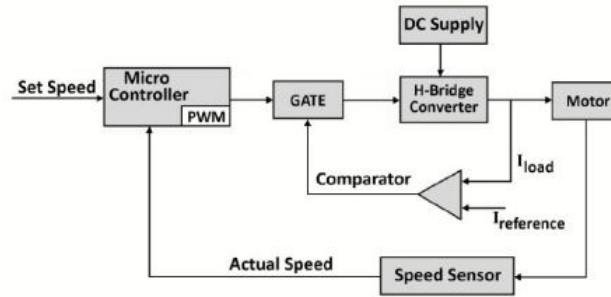 DC Supply
Set Speed
Micro
Controller
PWM
GATE
H-Bridge
Converter
Motor
Comparator
Iload
Ireference
Actual Speed
Speed Sensor